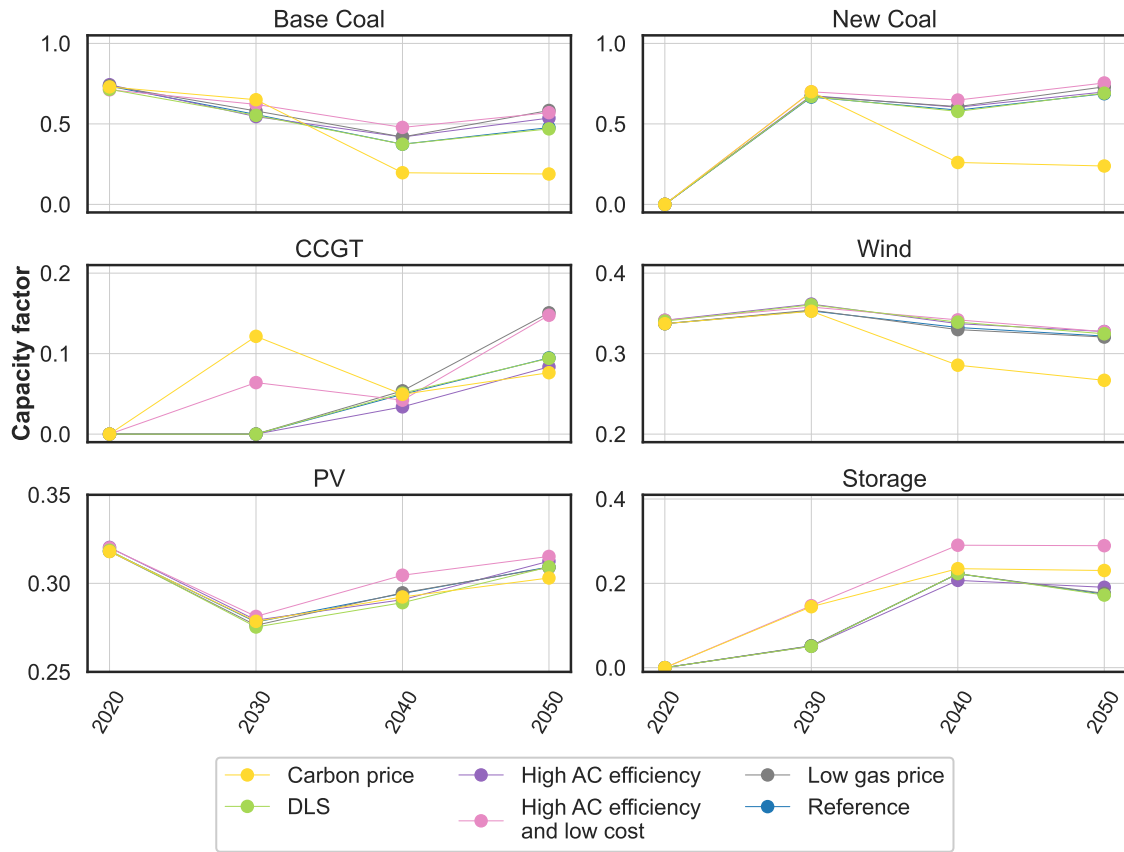 Base Coal
New Coal
1.0
0.5
0.0
1.0
0.5
0.0
CCGT
Wind
Capacity factor
0.2
0.1
0.0
0.4
0.3
0.2
PV
Storage
0.35
0.30
0.25
0.4
0.2
0.0
2020
2030
2040
2050
2020
2030
2040
2050
Carbon price
DLS
High AC efficiency
High AC efficiency
and low cost
Low gas price
Reference